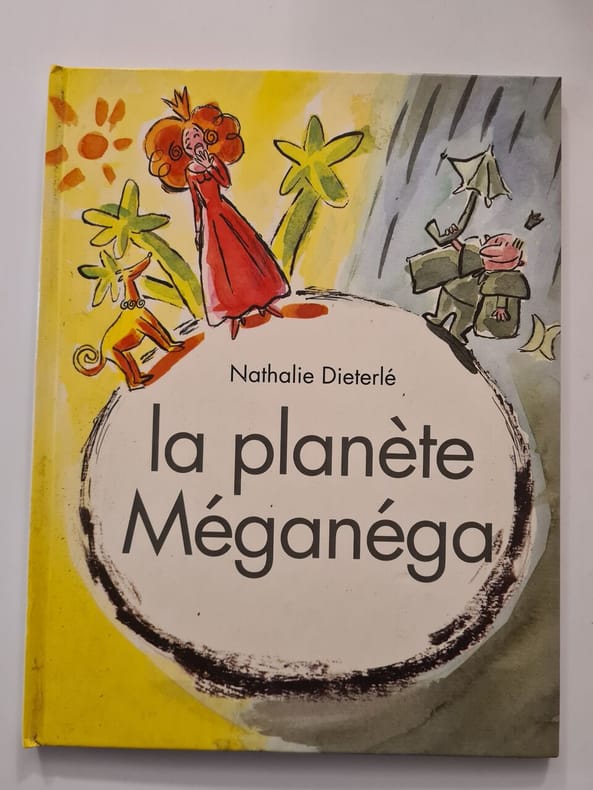 Nathalie Dieterlé
la planète
Méganéga